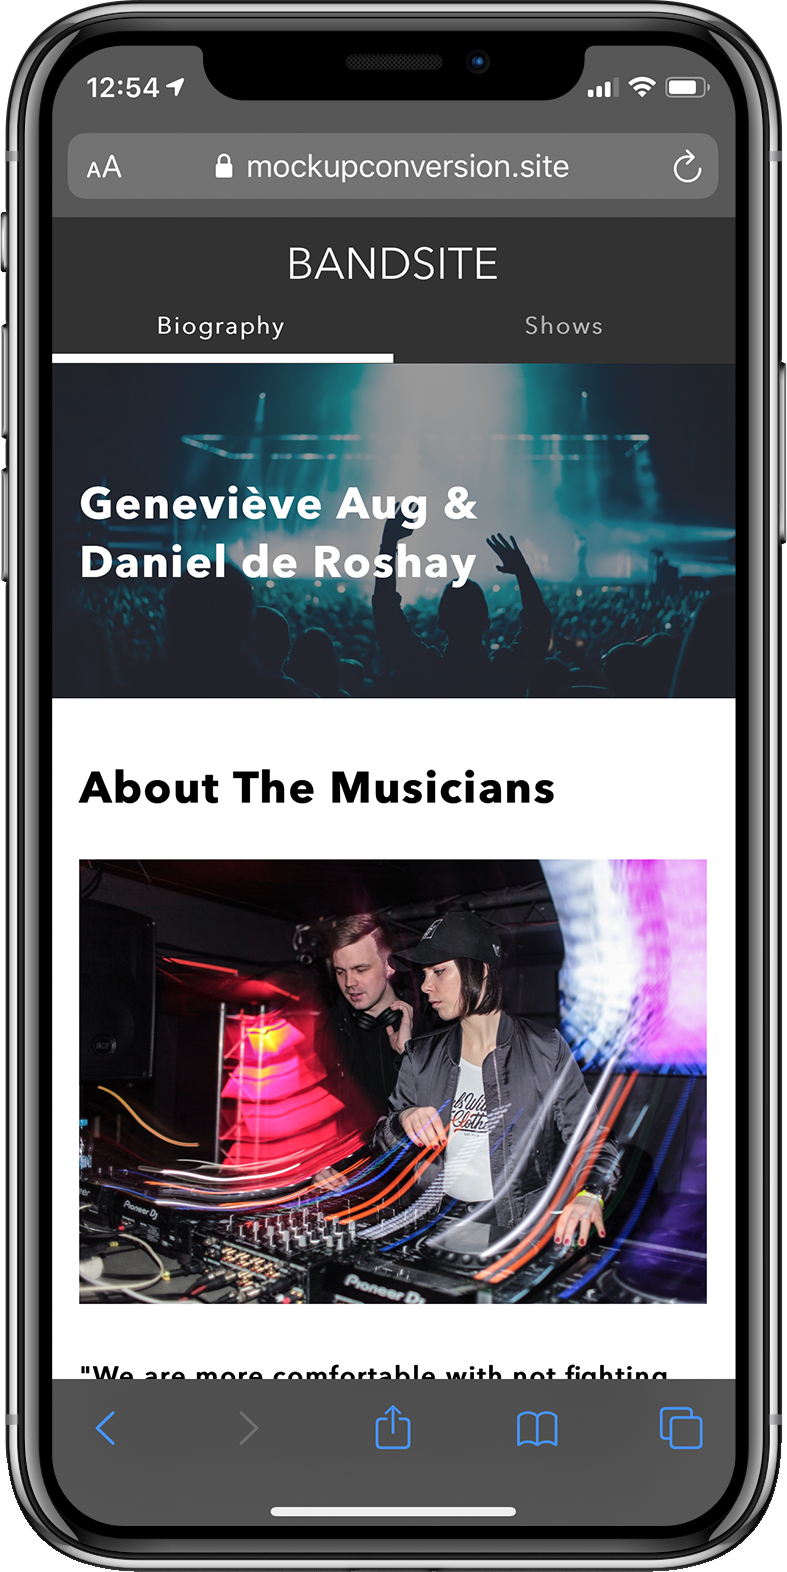 12:54
AA mockupconversion.site
BANDSITE
Biography Shows
Geneviève Aug &
Daniel de Roshay
About The Musicians
Pioneer Dj
Pioneer DJ
"We are more comfortable with not fighting